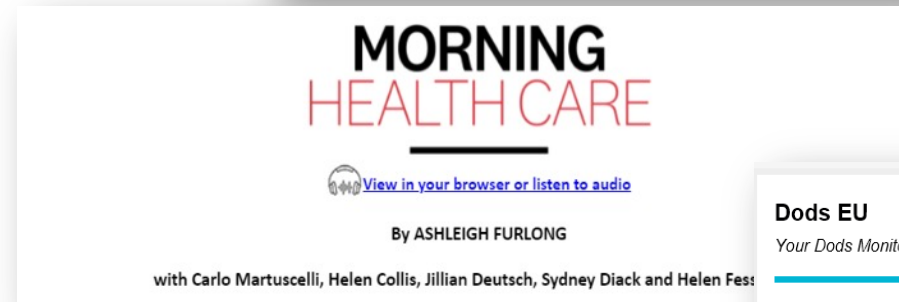 MORNING
HEALTH CARE
View in your browser or listen to audio
By ASHLEIGH FURLONG
with Carlo Martuscelli, Helen Collis, Jillian Deutsch, Sydney Diack and Helen
Dods EU
Your Dods